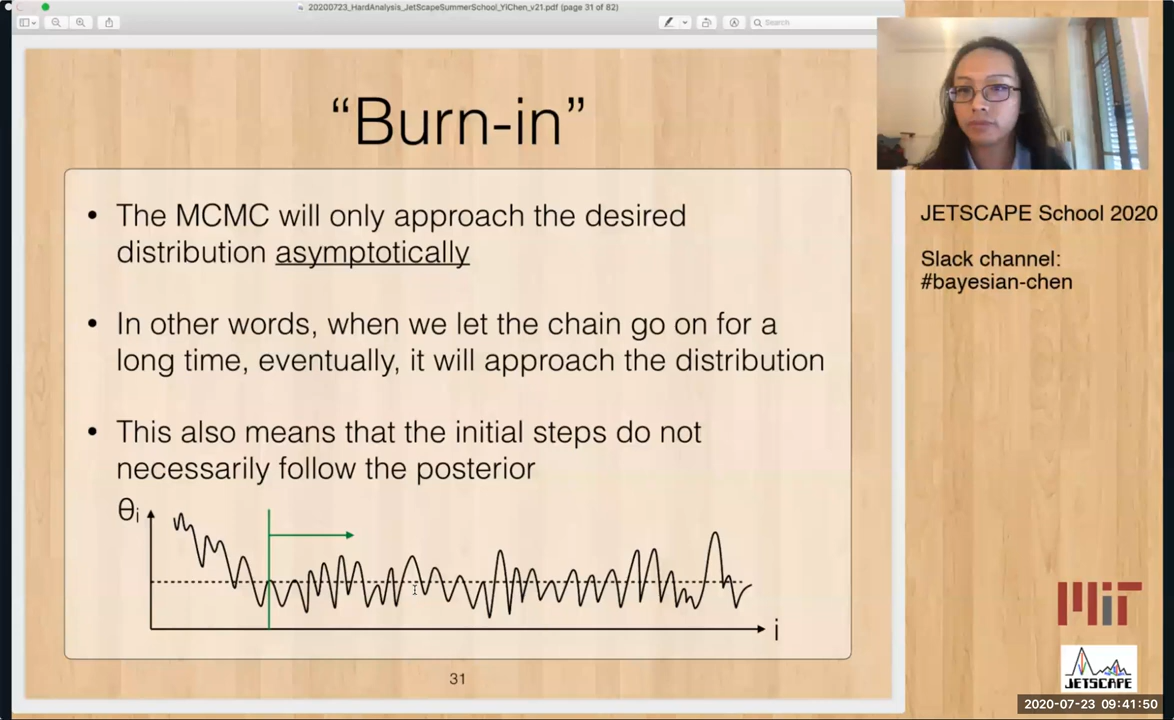 20200723_HardAnalysis_JetScapeSummerSchool_YiChen_v21.pdf (page 31 of 82)
Search
“Burn-in”
• The MCMC will only approach the desired
distribution asymptotically
• In other words, when we let the chain go on for a
long time, eventually, it will approach the distribution
• This also means that the initial steps do not
necessarily follow the posterior
θi
i
31
JETSCAPE School 2020
Slack channel:
#bayesian-chen
MIT
JETSCAPE
2020-07-23 09:41:50